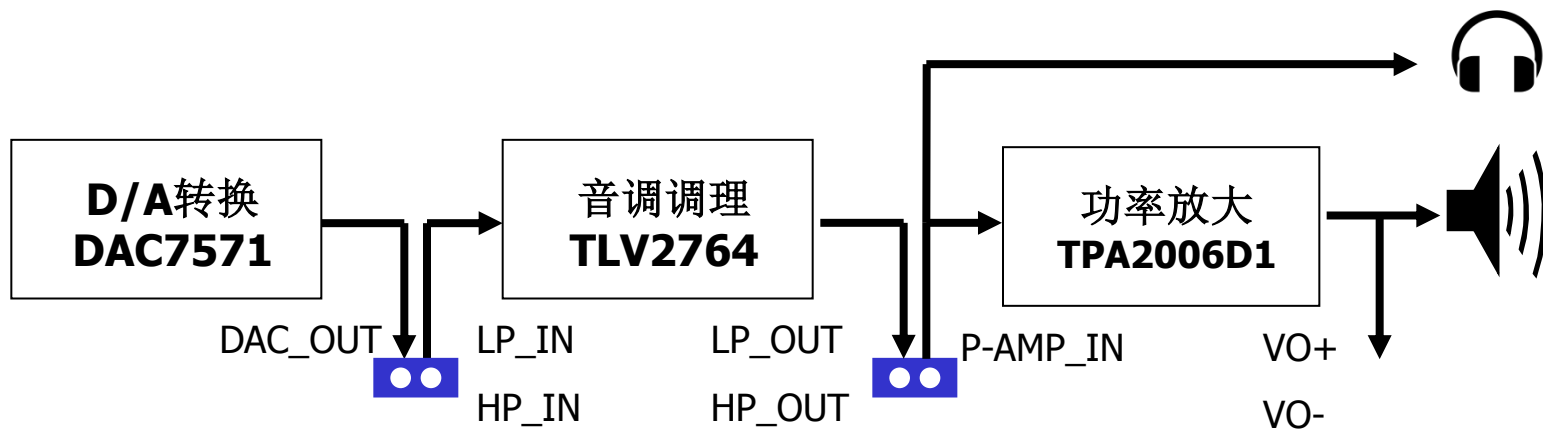 D/A转换
DAC7571
音调调理
TLV2764
功率放大
TPA2006D1
DAC_OUT
LP_IN
HP_IN
LP_OUT
HP_OUT
P-AMP_IN
VO+
VO-